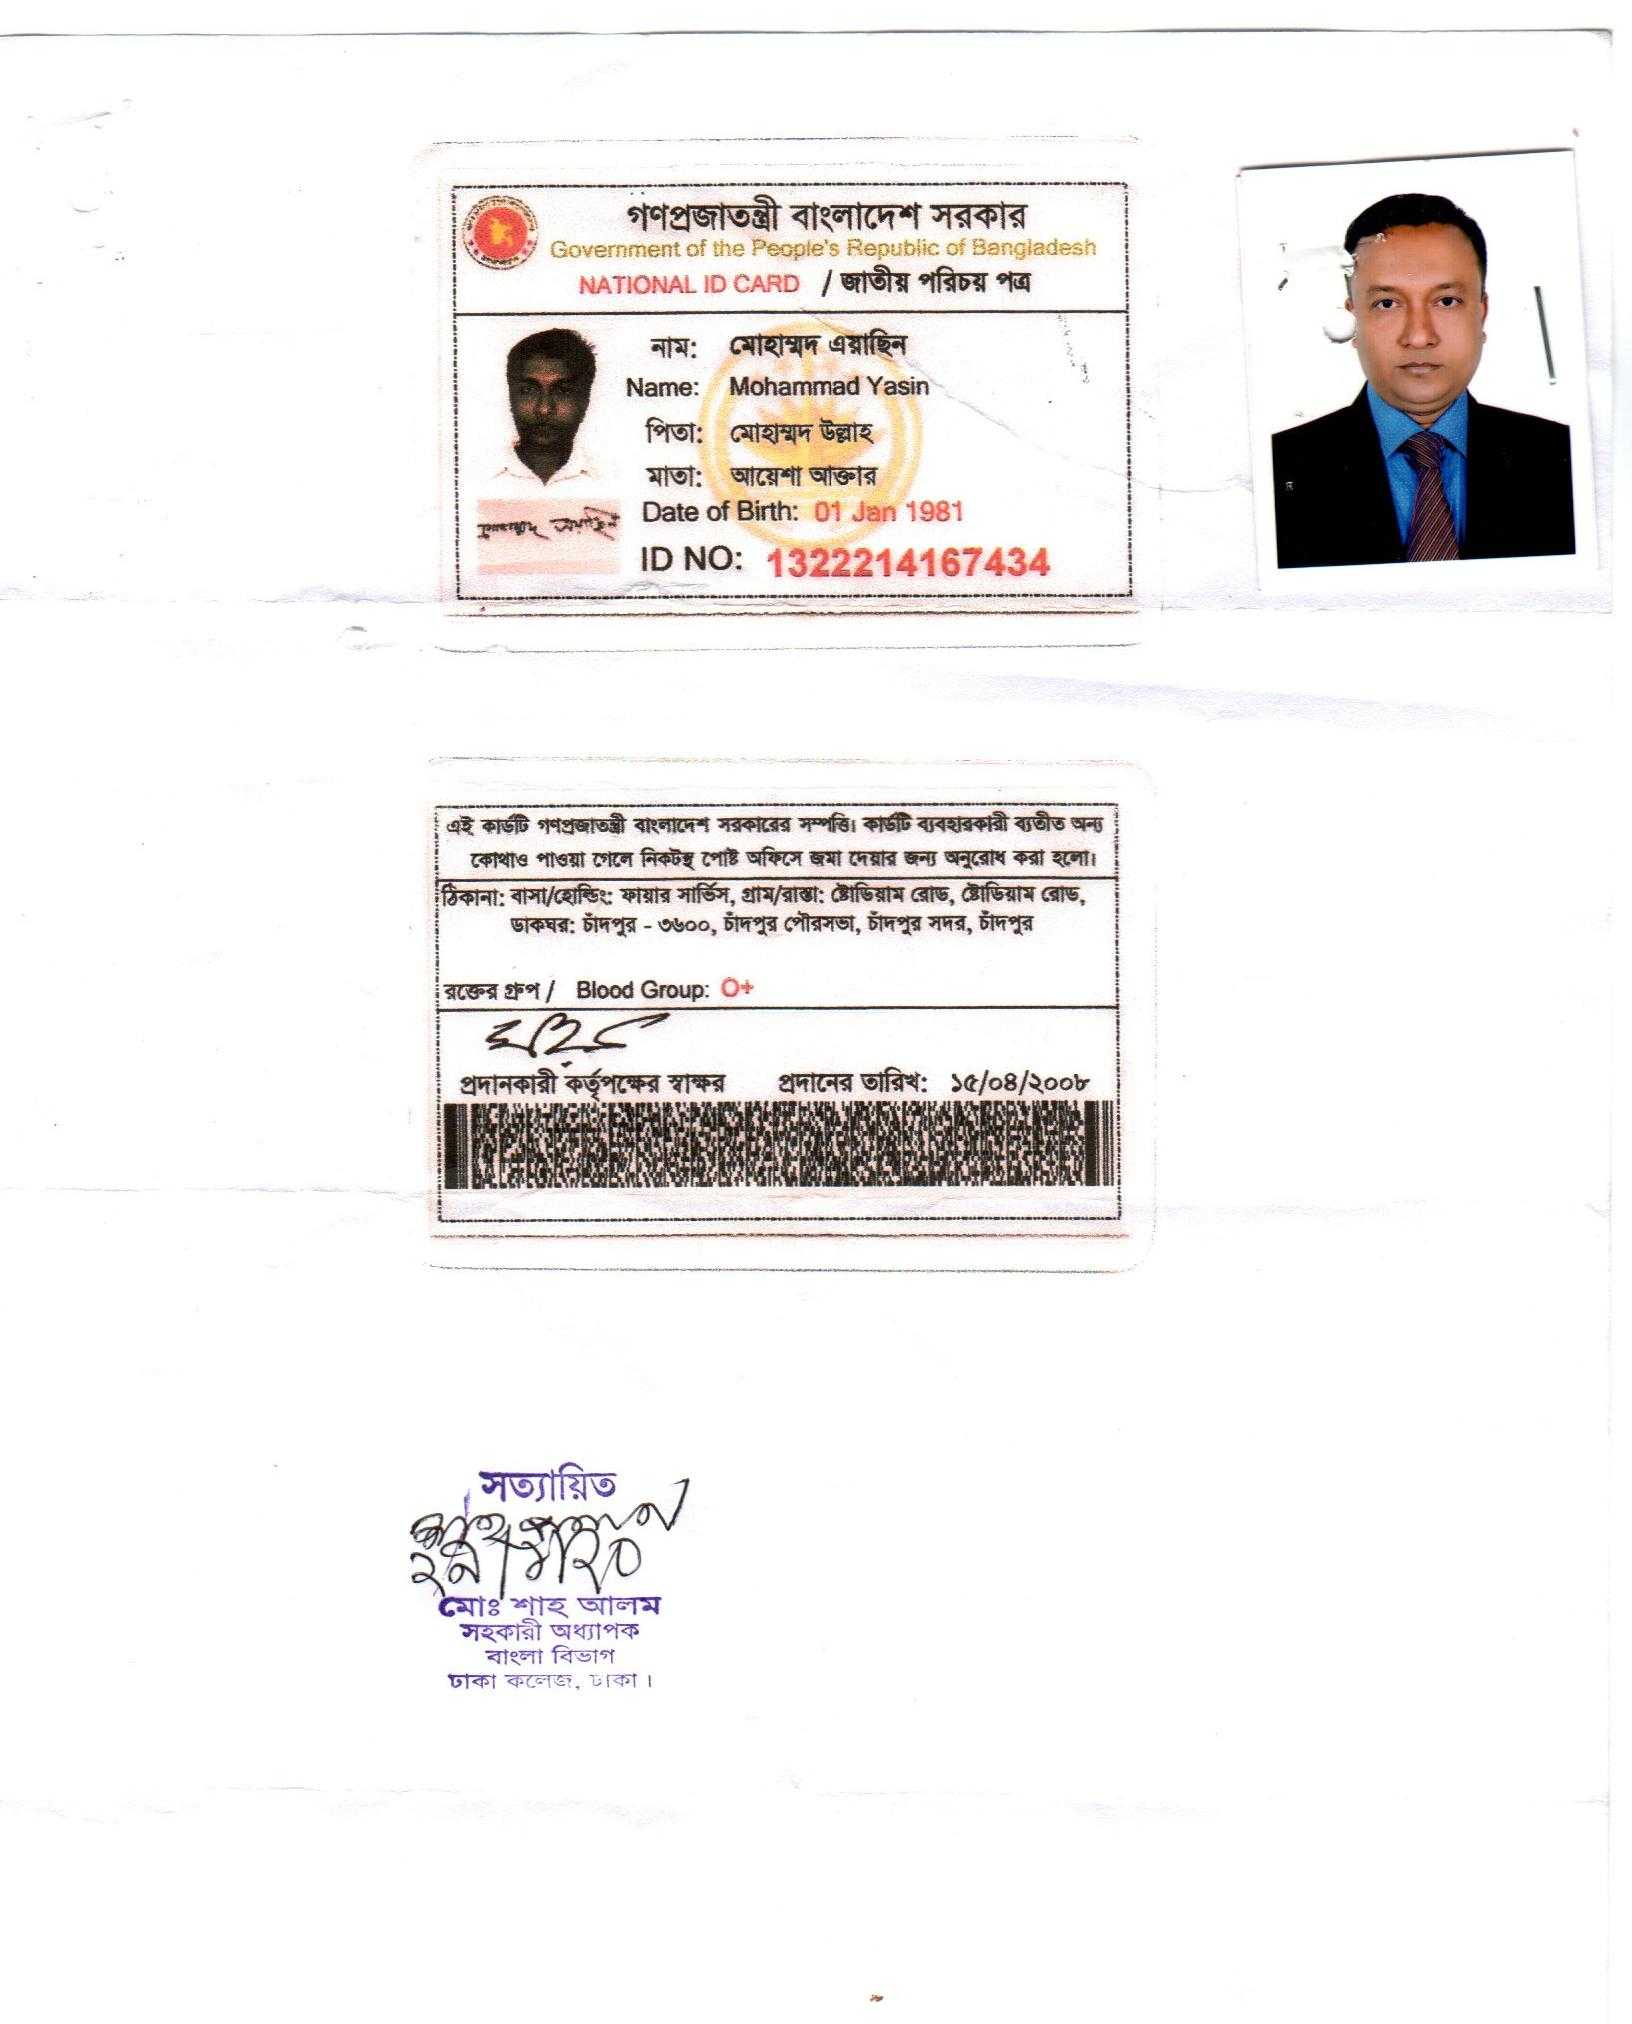 গণপ্রজাতন্ত্রী বাংলাদেশ সরকার
Government of the People's Republic of Bangladesh
NATIONAL ID CARD / জাতীয় পরিচয় পত্র
নাম: মোহাম্মদ এয়াছিন
Name: Mohammad Yasin
পিতা: মোহাম্মদ উল্লাহ
মাতা: আয়েশা আক্তার
মোহাম্মদ এয়াছিন
Date of Birth: 01 Jan 1981
ID NO: 1322214167434
এই কার্ডটি গণপ্রজাতন্ত্রী বাংলাদেশ সরকারের সম্পত্তি। কার্ডটি ব্যবহারকারী ব্যতীত অন্য
কোথাও পাওয়া গেলে নিকটস্থ পোষ্ট অফিসে জমা দেয়ার জন্য অনুরোধ করা হলো।
ঠিকানা: বাসা/হোল্ডিং: ফায়ার সার্ভিস, গ্রাম/রাস্তা: ষ্টোডিয়াম রোড, ষ্টোডিয়াম রোড,
ডাকঘর: চাঁদপুর - ৩৬০০, চাঁদপুর পৌরসভা, চাঁদপুর সদর, চাঁদপুর
রক্তের গ্রুপ / Blood Group: O+
প্রদানকারী কর্তৃপক্ষের স্বাক্ষর প্রদানের তারিখ: ১৫/০৪/২০০৮
সত্যায়িত
মোঃ শাহ আলম
সহকারী অধ্যাপক
বাংলা বিভাগ
ঢাকা কলেজ, ঢাকা।